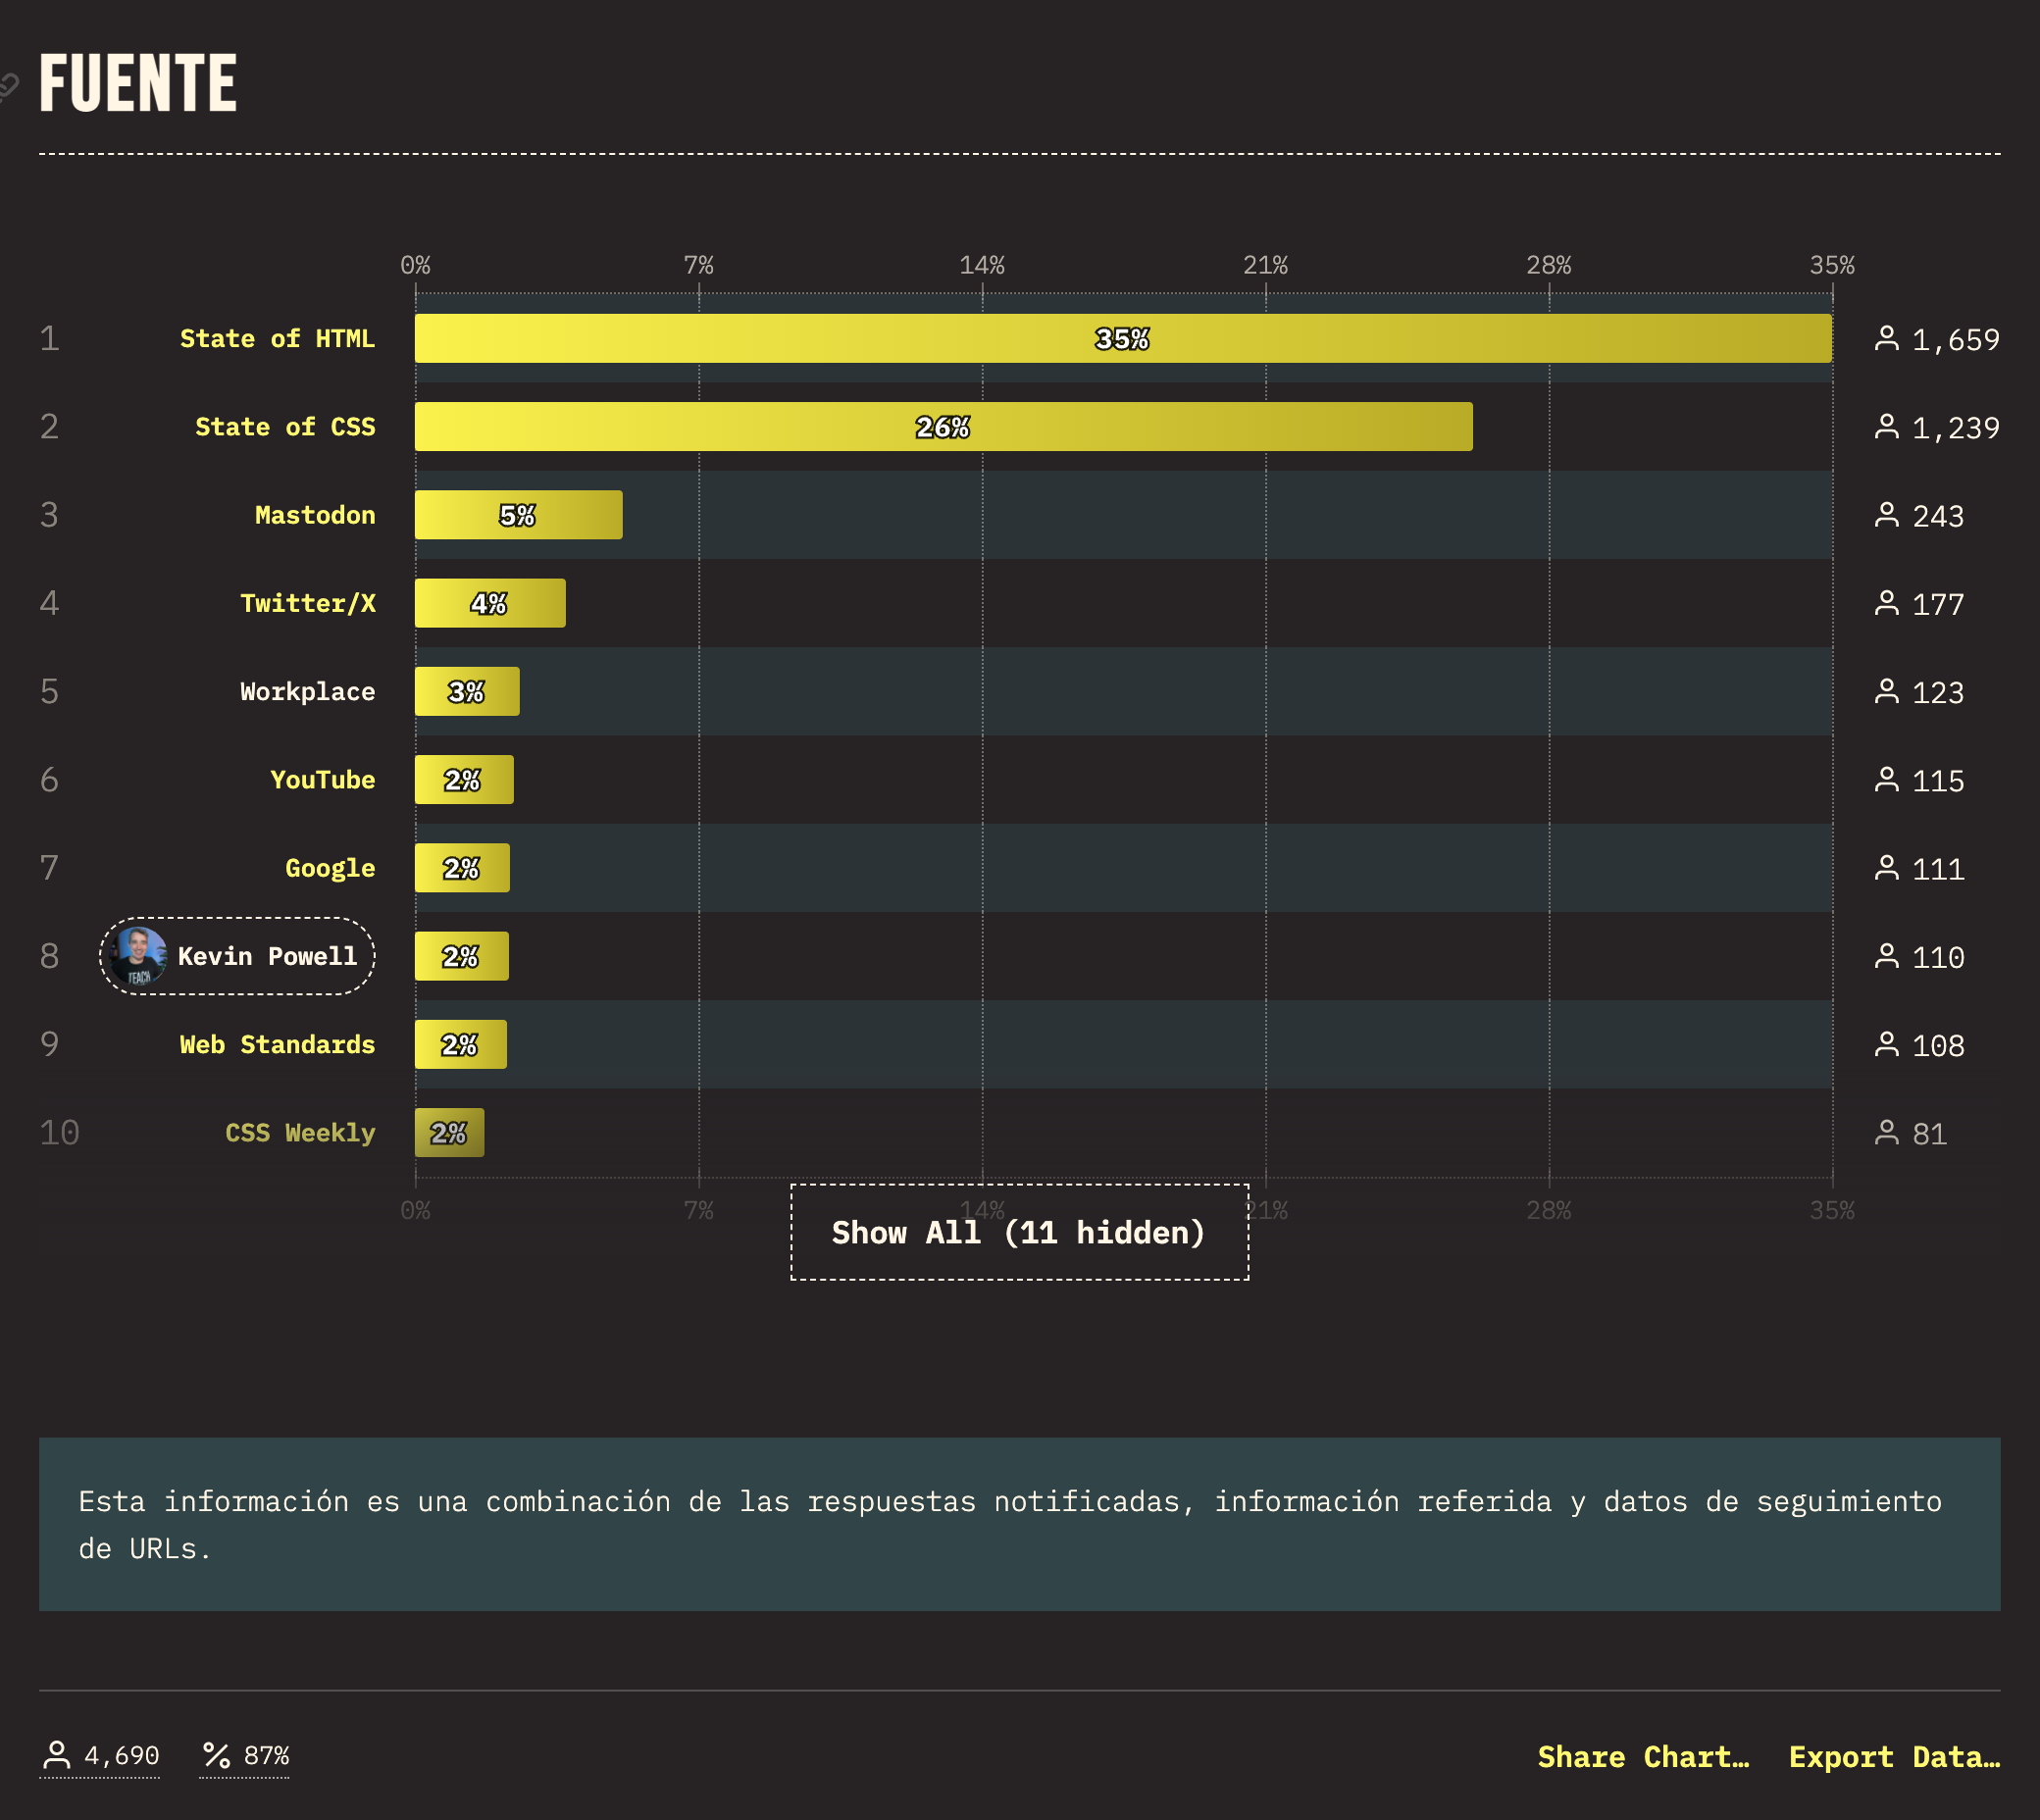 FUENTE
0% 7% 14% 21% 28% 35%
1 State of HTML 35% 1,659
2 State of CSS 26% 1,239
3 Mastodon 5% 243
4 Twitter/X 4% 177
5 Workplace 3% 123
6 YouTube 2% 115
7 Google 2% 111
8 TEACH Kevin Powell 2% 110
9 Web Standards 2% 108
10 CSS Weekly 2% 81
0% 7% 14% 21% 28% 35%
Show All (11 hidden)
Esta información es una combinación de las respuestas notificadas, información referida y datos de seguimiento
de URLs.
4,690 % 87% Share Chart… Export Data…